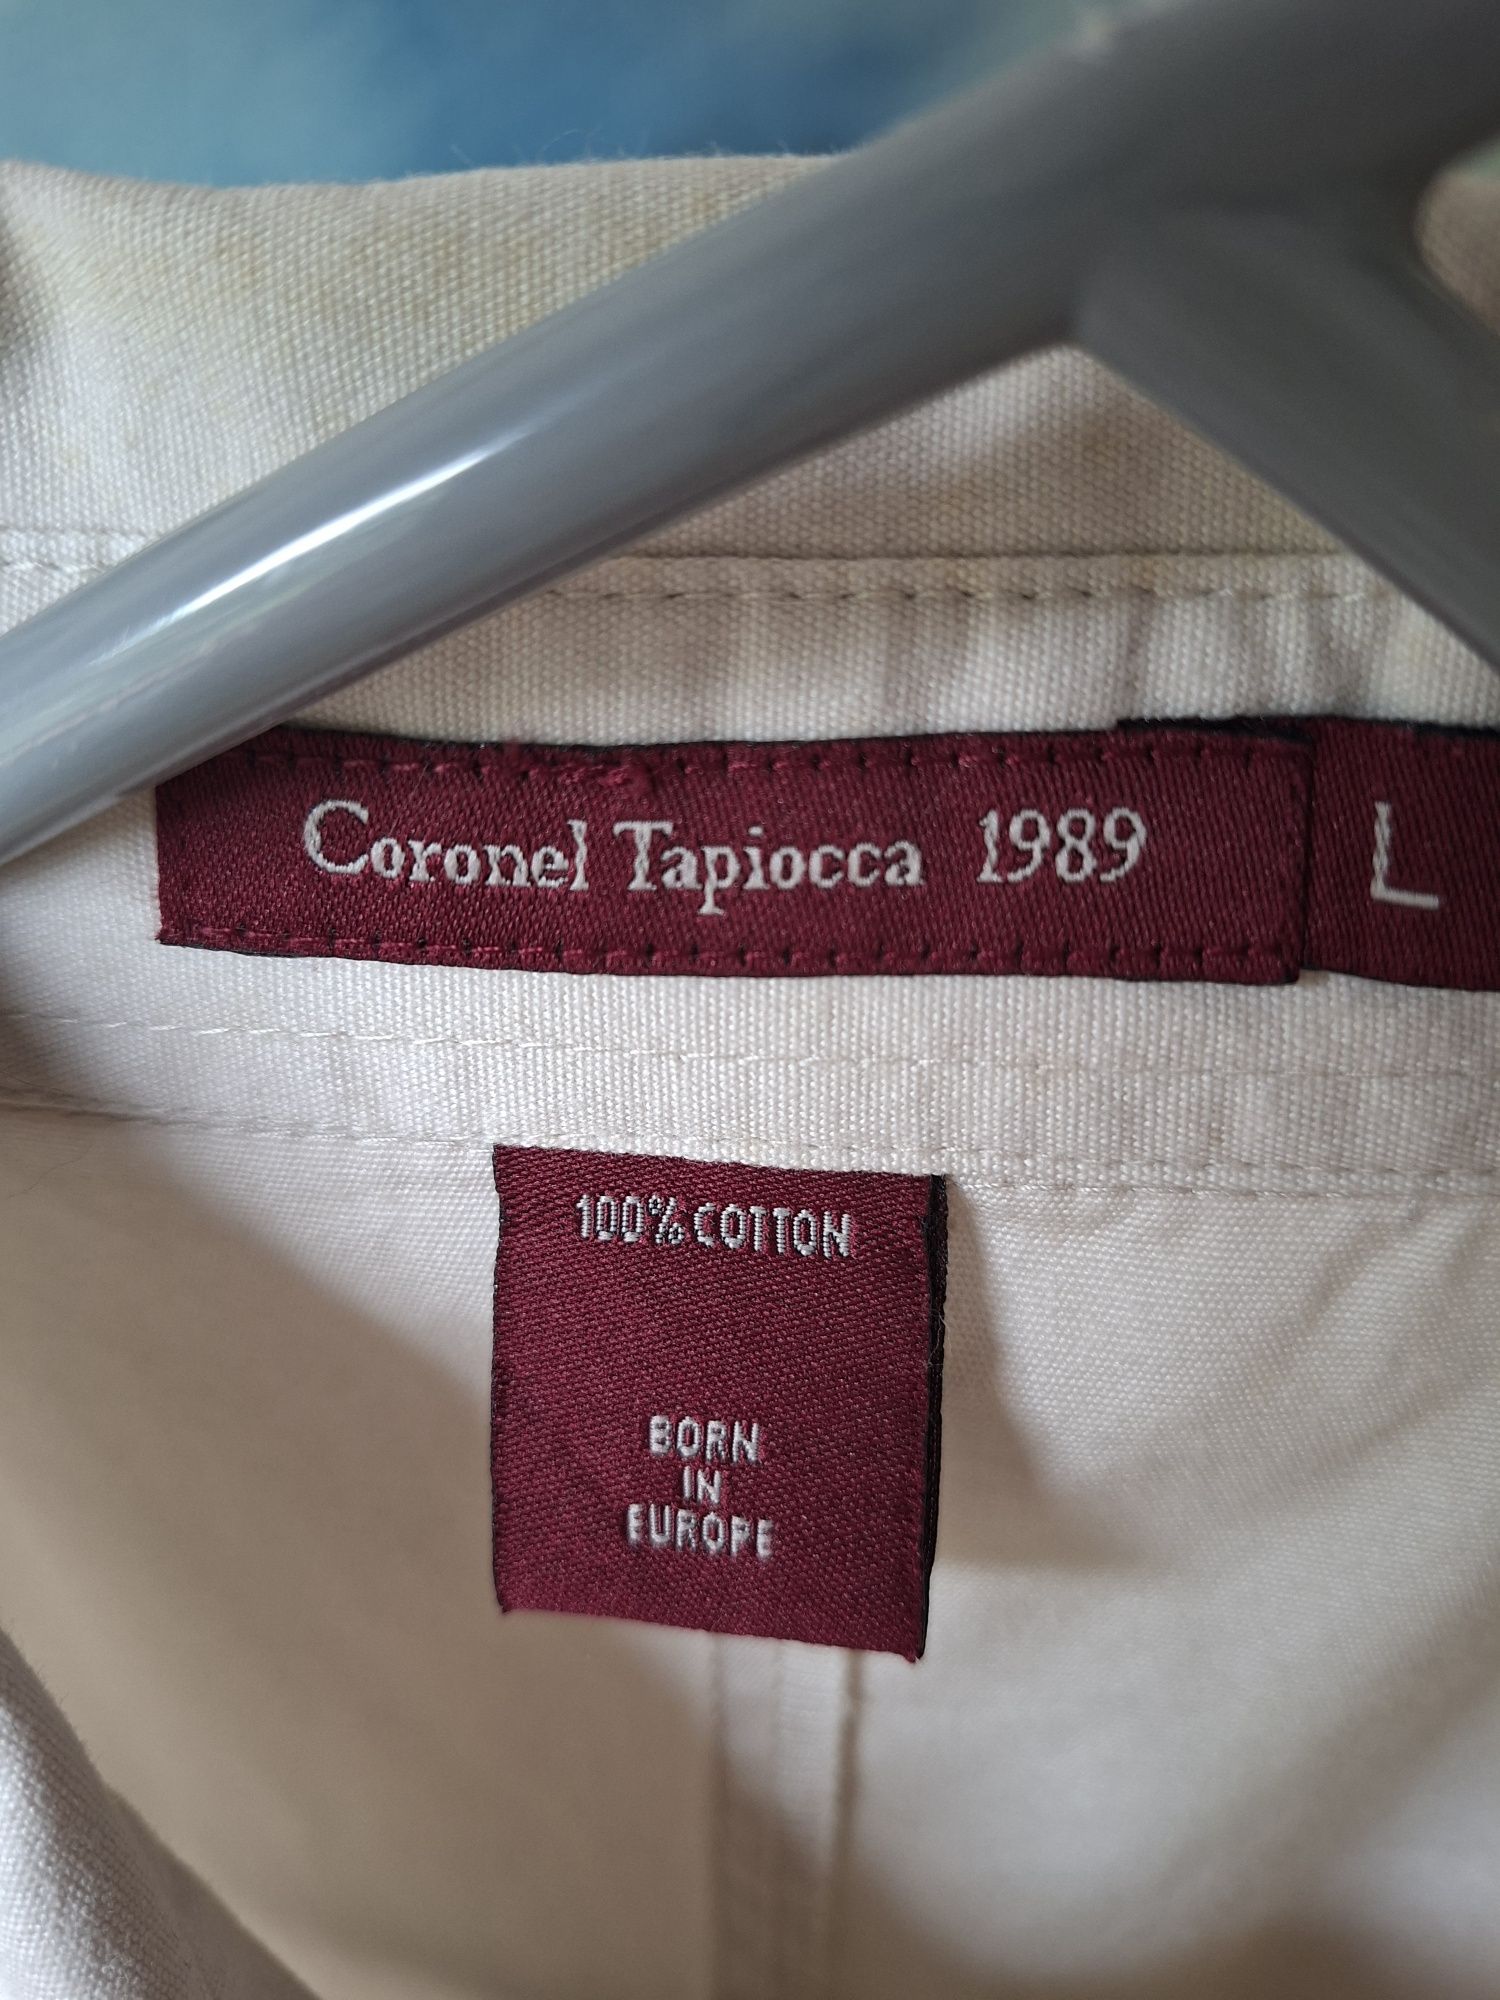 Coronel Tapiocca 1989
L
100% COTTON
BORN
IN
EUROPE